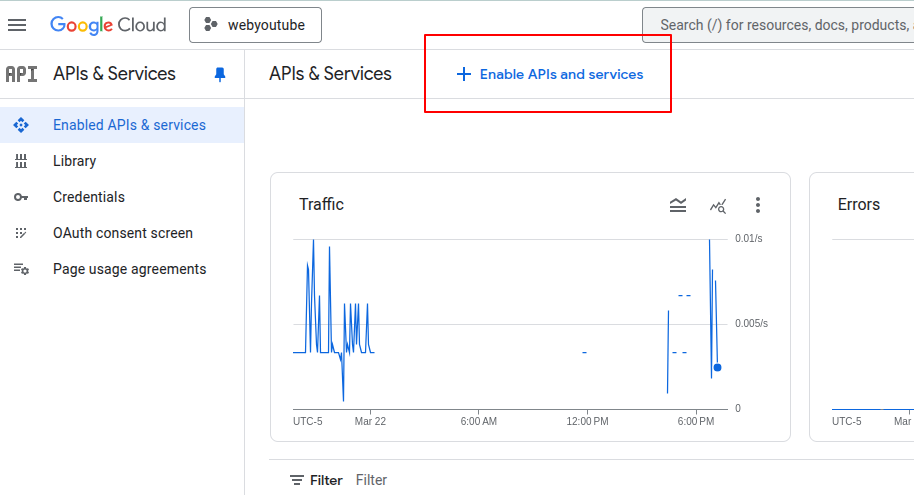 Google Cloud
webyoutube
Search (/) for resources, docs, products,
API
APIs & Services
APIs & Services
+ Enable APIs and services
Enabled APIs & services
Library
Credentials
OAuth consent screen
Page usage agreements
Traffic
0.01/s
0.005/s
0
UTC-5
Mar 22
6:00 AM
12:00 PM
6:00 PM
Errors
UTC-5
Mar
Filter
Filter